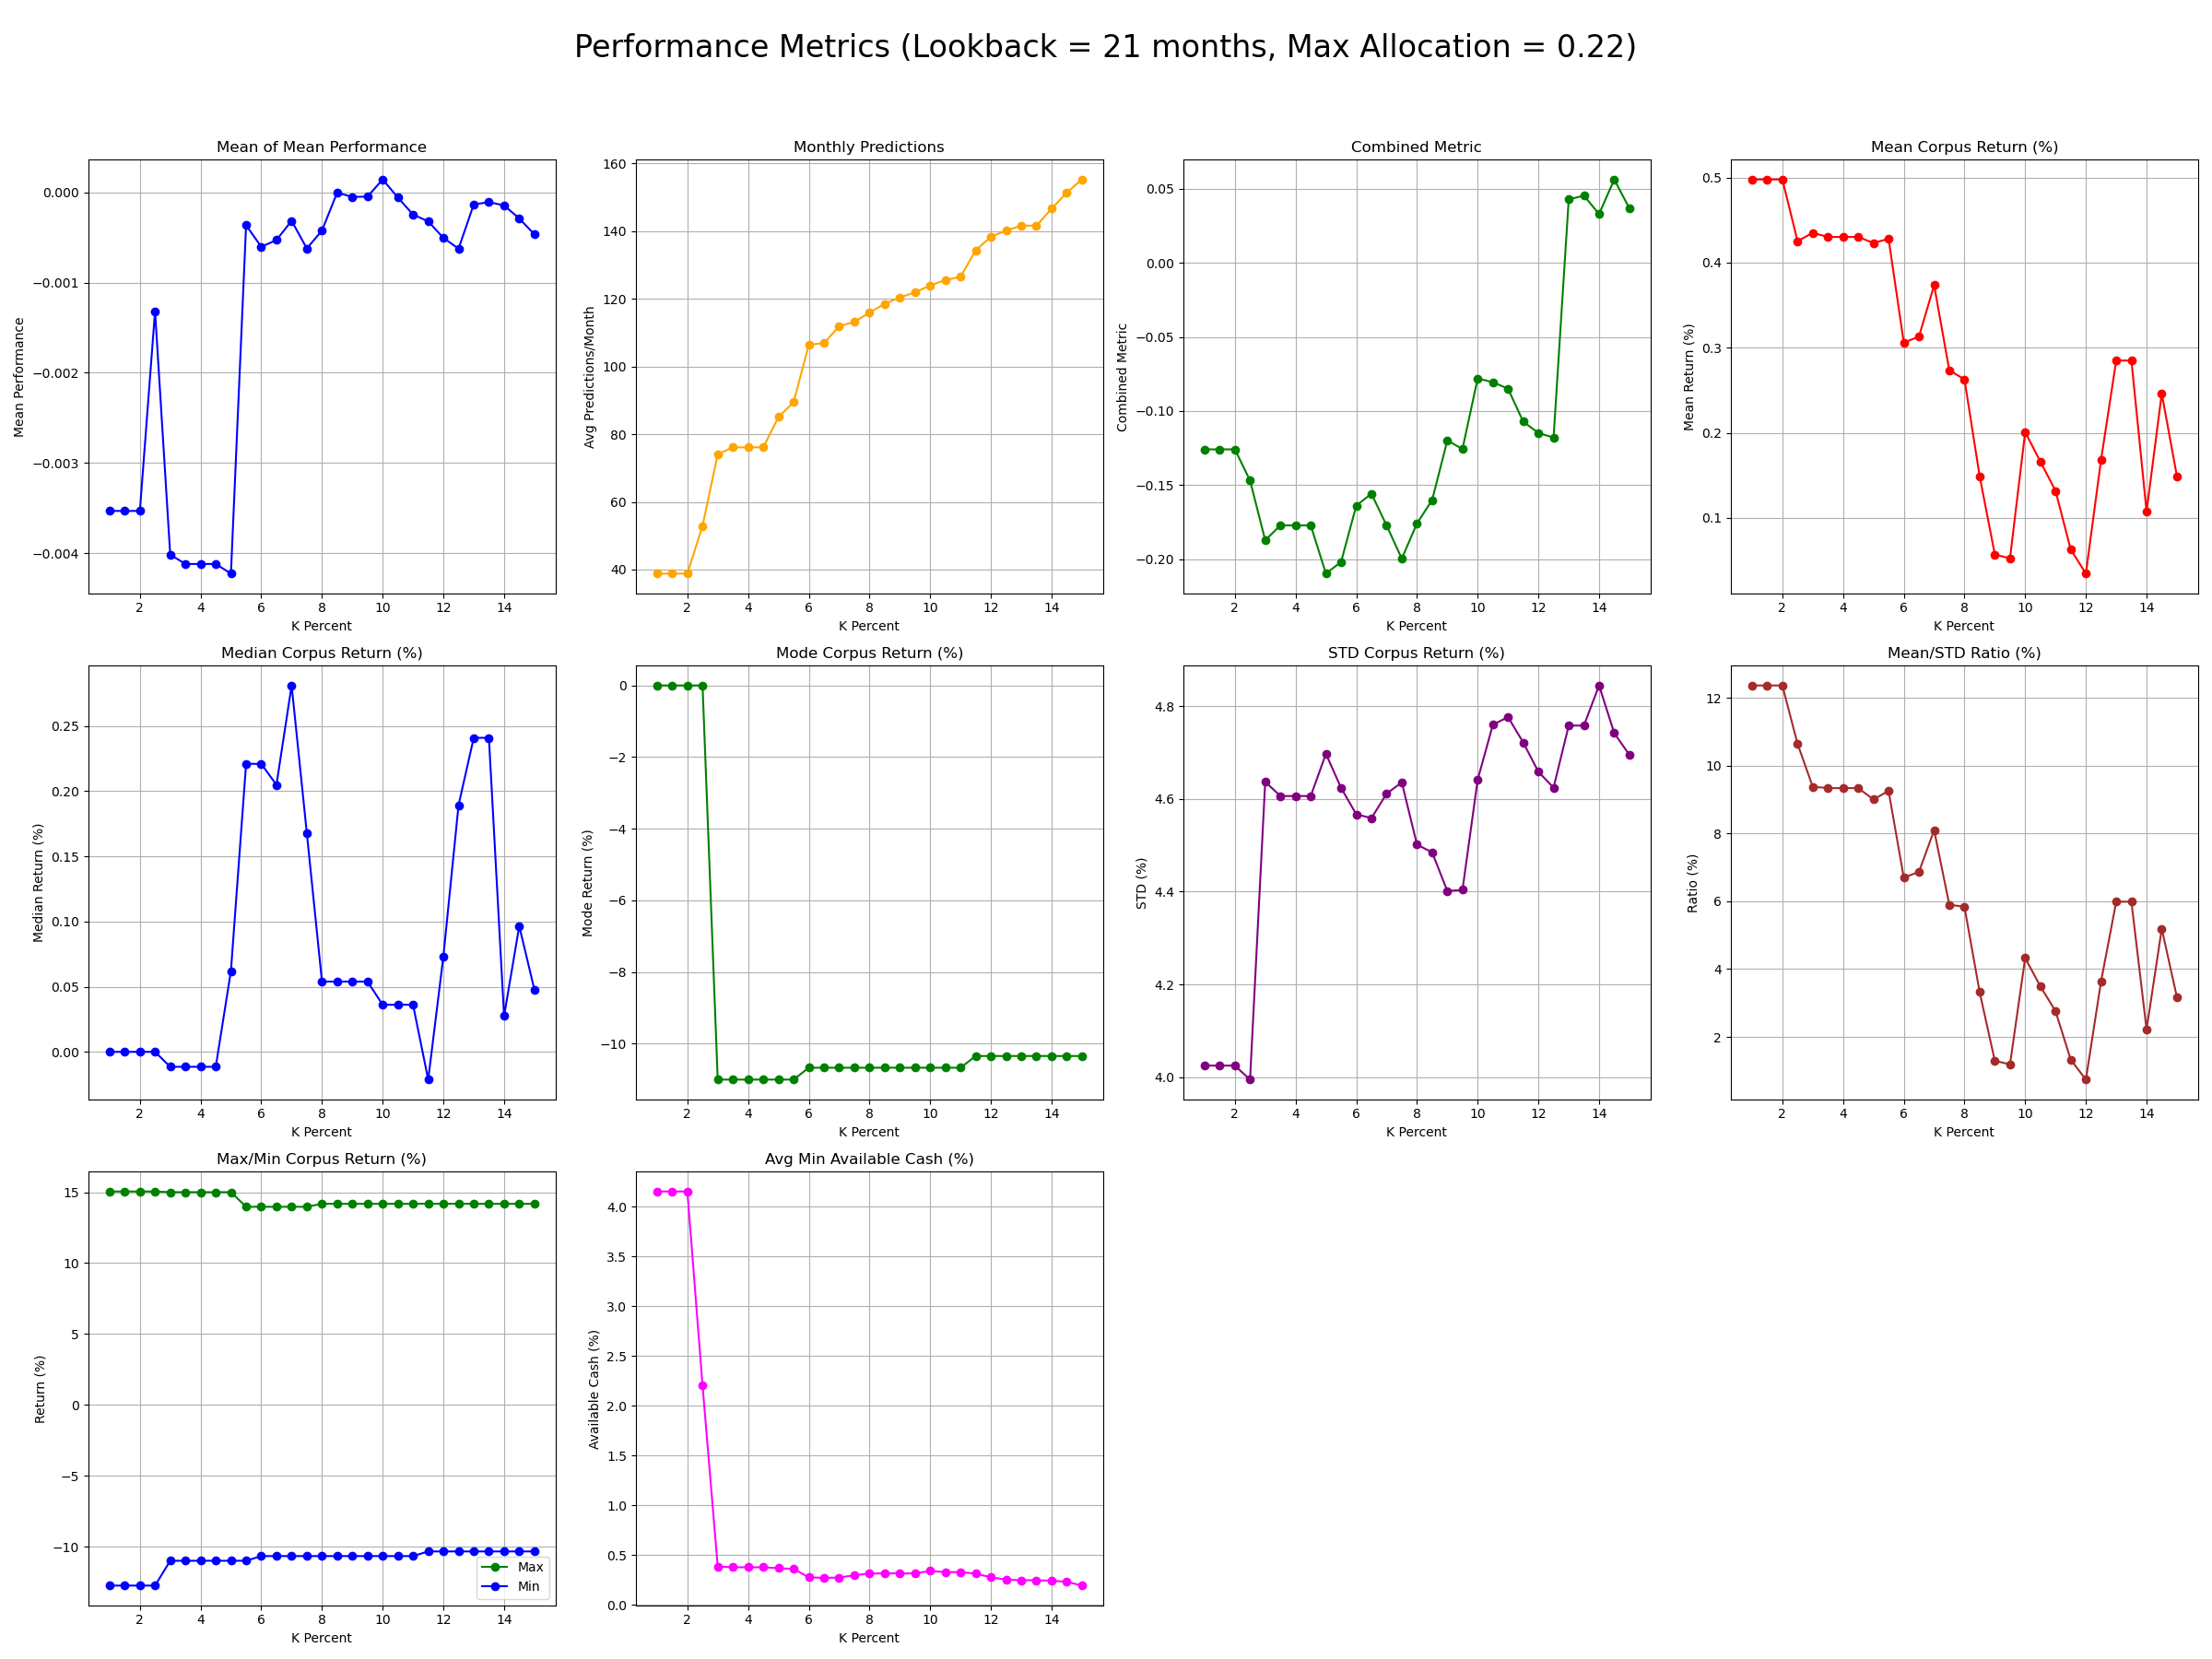 Performance Metrics (Lookback = 21 months, Max Allocation = 0.22)
Mean of Mean Performance
Mean Performance
0.000
−0.001
−0.002
−0.003
−0.004
2 4 6 8 10 12 14
K Percent
Monthly Predictions
Avg Predictions/Month
160
140
120
100
80
60
40
2 4 6 8 10 12 14
K Percent
Combined Metric
Combined Metric
0.05
0.00
−0.05
−0.10
−0.15
−0.20
2 4 6 8 10 12 14
K Percent
Mean Corpus Return (%)
Mean Return (%)
0.5
0.4
0.3
0.2
0.1
2 4 6 8 10 12 14
K Percent
Median Corpus Return (%)
Median Return (%)
0.25
0.20
0.15
0.10
0.05
0.00
2 4 6 8 10 12 14
K Percent
Mode Corpus Return (%)
Mode Return (%)
0
−2
−4
−6
−8
−10
2 4 6 8 10 12 14
K Percent
STD Corpus Return (%)
STD (%)
4.8
4.6
4.4
4.2
4.0
2 4 6 8 10 12 14
K Percent
Mean/STD Ratio (%)
Ratio (%)
12
10
8
6
4
2
2 4 6 8 10 12 14
K Percent
Max/Min Corpus Return (%)
Return (%)
15
10
5
0
−5
−10
Max
Min
2 4 6 8 10 12 14
K Percent
Avg Min Available Cash (%)
Available Cash (%)
4.0
3.5
3.0
2.5
2.0
1.5
1.0
0.5
0.0
2 4 6 8 10 12 14
K Percent